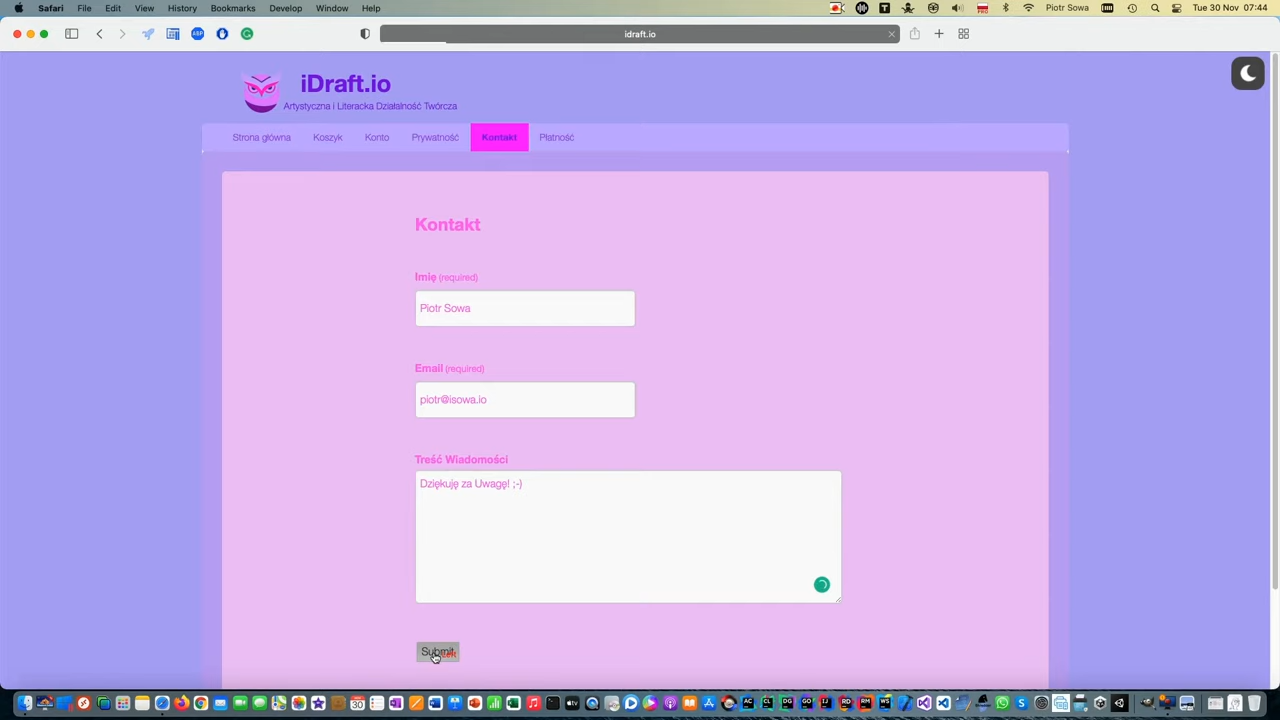 Safari File Edit View History Bookmarks Develop Window Help Piotr Sowa Tue 30 Nov 07:44
idraft.io
iDraft.io
Artystyczna i Literacka Działalność Twórcza
Strona główna Koszyk Konto Prywatność Kontakt Płatność
Kontakt
Imię (required)
Piotr Sowa
Email (required)
piotr@isowa.io
Treść Wiadomości
Dziękuję za Uwagę! ;-)
Submit